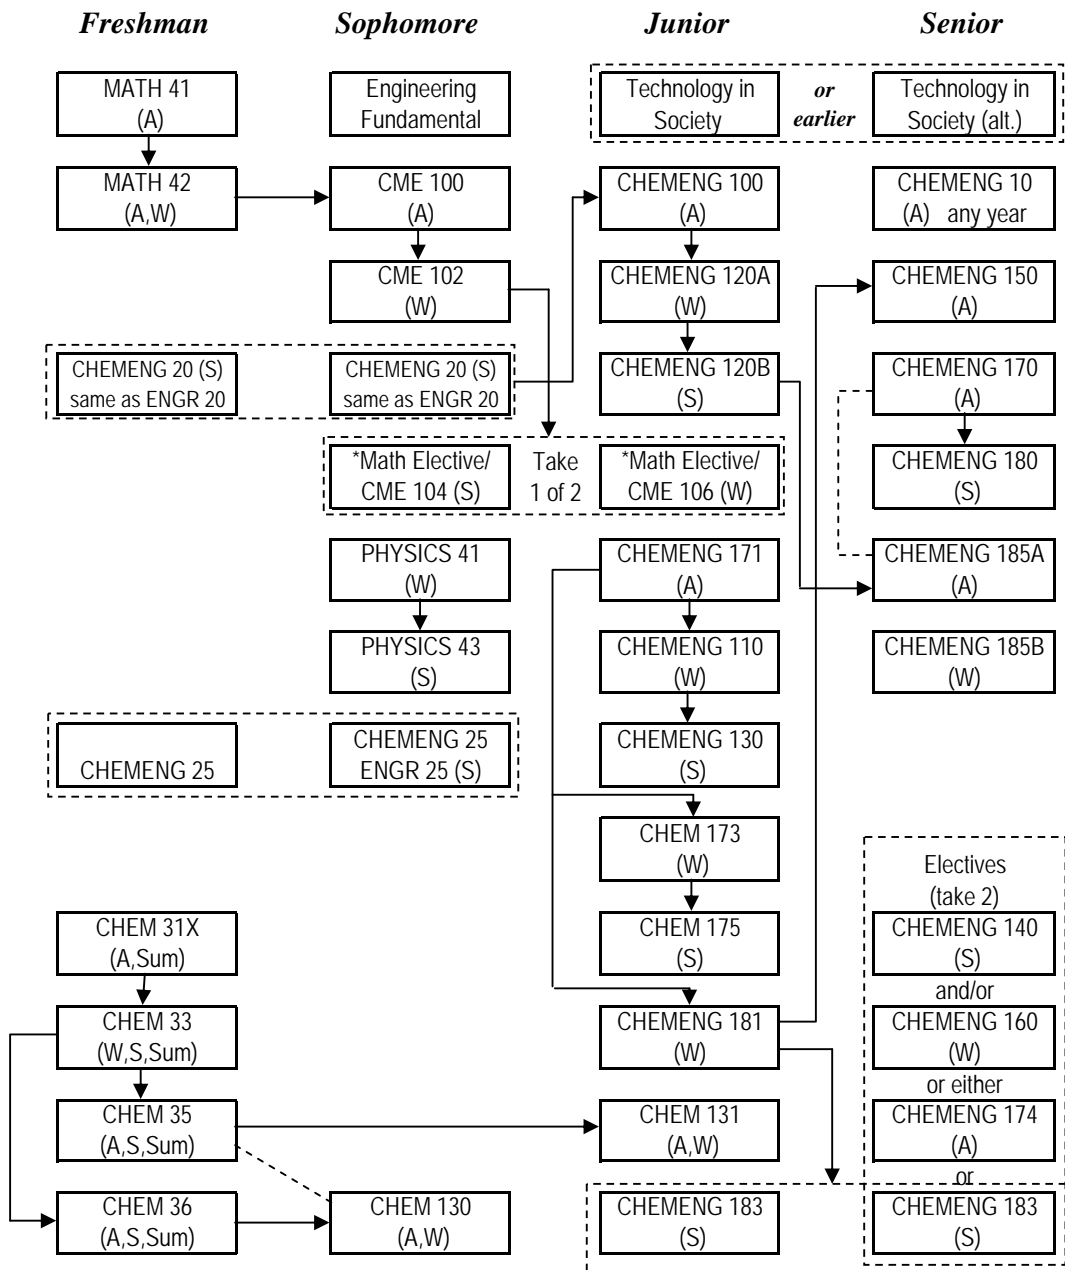 Freshman
Sophomore
Junior
Senior
MATH 41
(A)
Engineering
Fundamental
Technology in
Society
or
earlier
Technology in
Society (alt.)
MATH 42
(A,W)
CME 100
(A)
CHEMENG 100
(A)
CHEMENG 10
(A) any year
CME 102
(W)
CHEMENG 120A
(W)
CHEMENG 150
(A)
CHEMENG 20 (S)
same as ENGR 20
CHEMENG 20 (S)
same as ENGR 20
CHEMENG 120B
(S)
CHEMENG 170
(A)
*Math Elective/
CME 104 (S)
Take
1 of 2
*Math Elective/
CME 106 (W)
CHEMENG 180
(S)
PHYSICS 41
(W)
CHEMENG 171
(A)
CHEMENG 185A
(A)
PHYSICS 43
(S)
CHEMENG 110
(W)
CHEMENG 185B
(W)
CHEMENG 25
CHEMENG 25
ENGR 25 (S)
CHEMENG 130
(S)
CHEM 173
(W)
Electives
(take 2)
CHEM 31X
(A,Sum)
CHEM 175
(S)
CHEMENG 140
(S)
and/or
CHEM 33
(W,S,Sum)
CHEMENG 181
(W)
CHEMENG 160
(W)
or either
CHEM 35
(A,S,Sum)
CHEM 131
(A,W)
CHEMENG 174
(A)
or
CHEM 36
(A,S,Sum)
CHEM 130
(A,W)
CHEMENG 183
(S)
CHEMENG 183
(S)